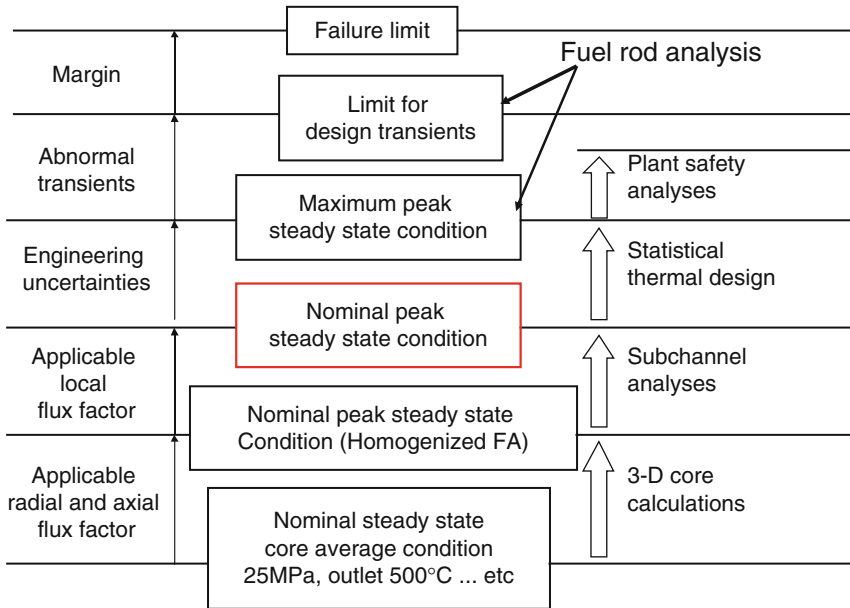 Failure limit
Fuel rod analysis
Margin
Limit for
design transients
Abnormal
transients
Plant safety
analyses
Maximum peak
steady state condition
Engineering
uncertainties
Statistical
thermal design
Nominal peak
steady state condition
Applicable
local
flux factor
Subchannel
analyses
Nominal peak steady state
Condition (Homogenized FA)
Applicable
radial and axial
flux factor
3-D core
calculations
Nominal steady state
core average condition
25MPa, outlet 500°C ... etc